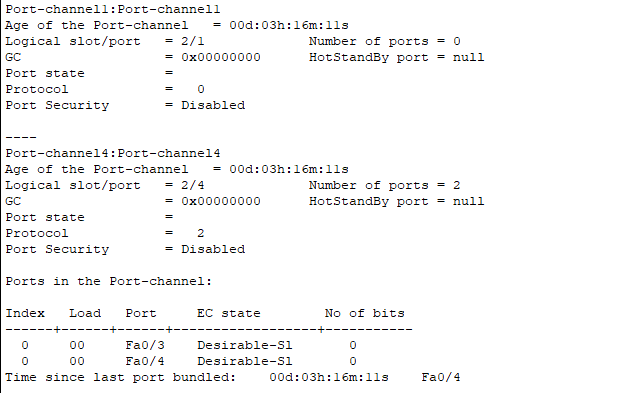 Port-channel1:Port-channel1
Age of the Port-channel   = 00d:03h:16m:11s
Logical slot/port   = 2/1             Number of ports = 0
GC                  = 0x00000000      HotStandBy port = null
Port state          =
Protocol            =   0
Port Security       = Disabled
----
Port-channel4:Port-channel4
Age of the Port-channel   = 00d:03h:16m:11s
Logical slot/port   = 2/4             Number of ports = 2
GC                  = 0x00000000      HotStandBy port = null
Port state          =
Protocol            =   2
Port Security       = Disabled
Ports in the Port-channel:
Index   Load   Port     EC state        No of bits
------+------+------+------------------+-----------
  0     00     Fa0/3    Desirable-Sl       0
  0     00     Fa0/4    Desirable-Sl       0
Time since last port bundled:    00d:03h:16m:11s    Fa0/4